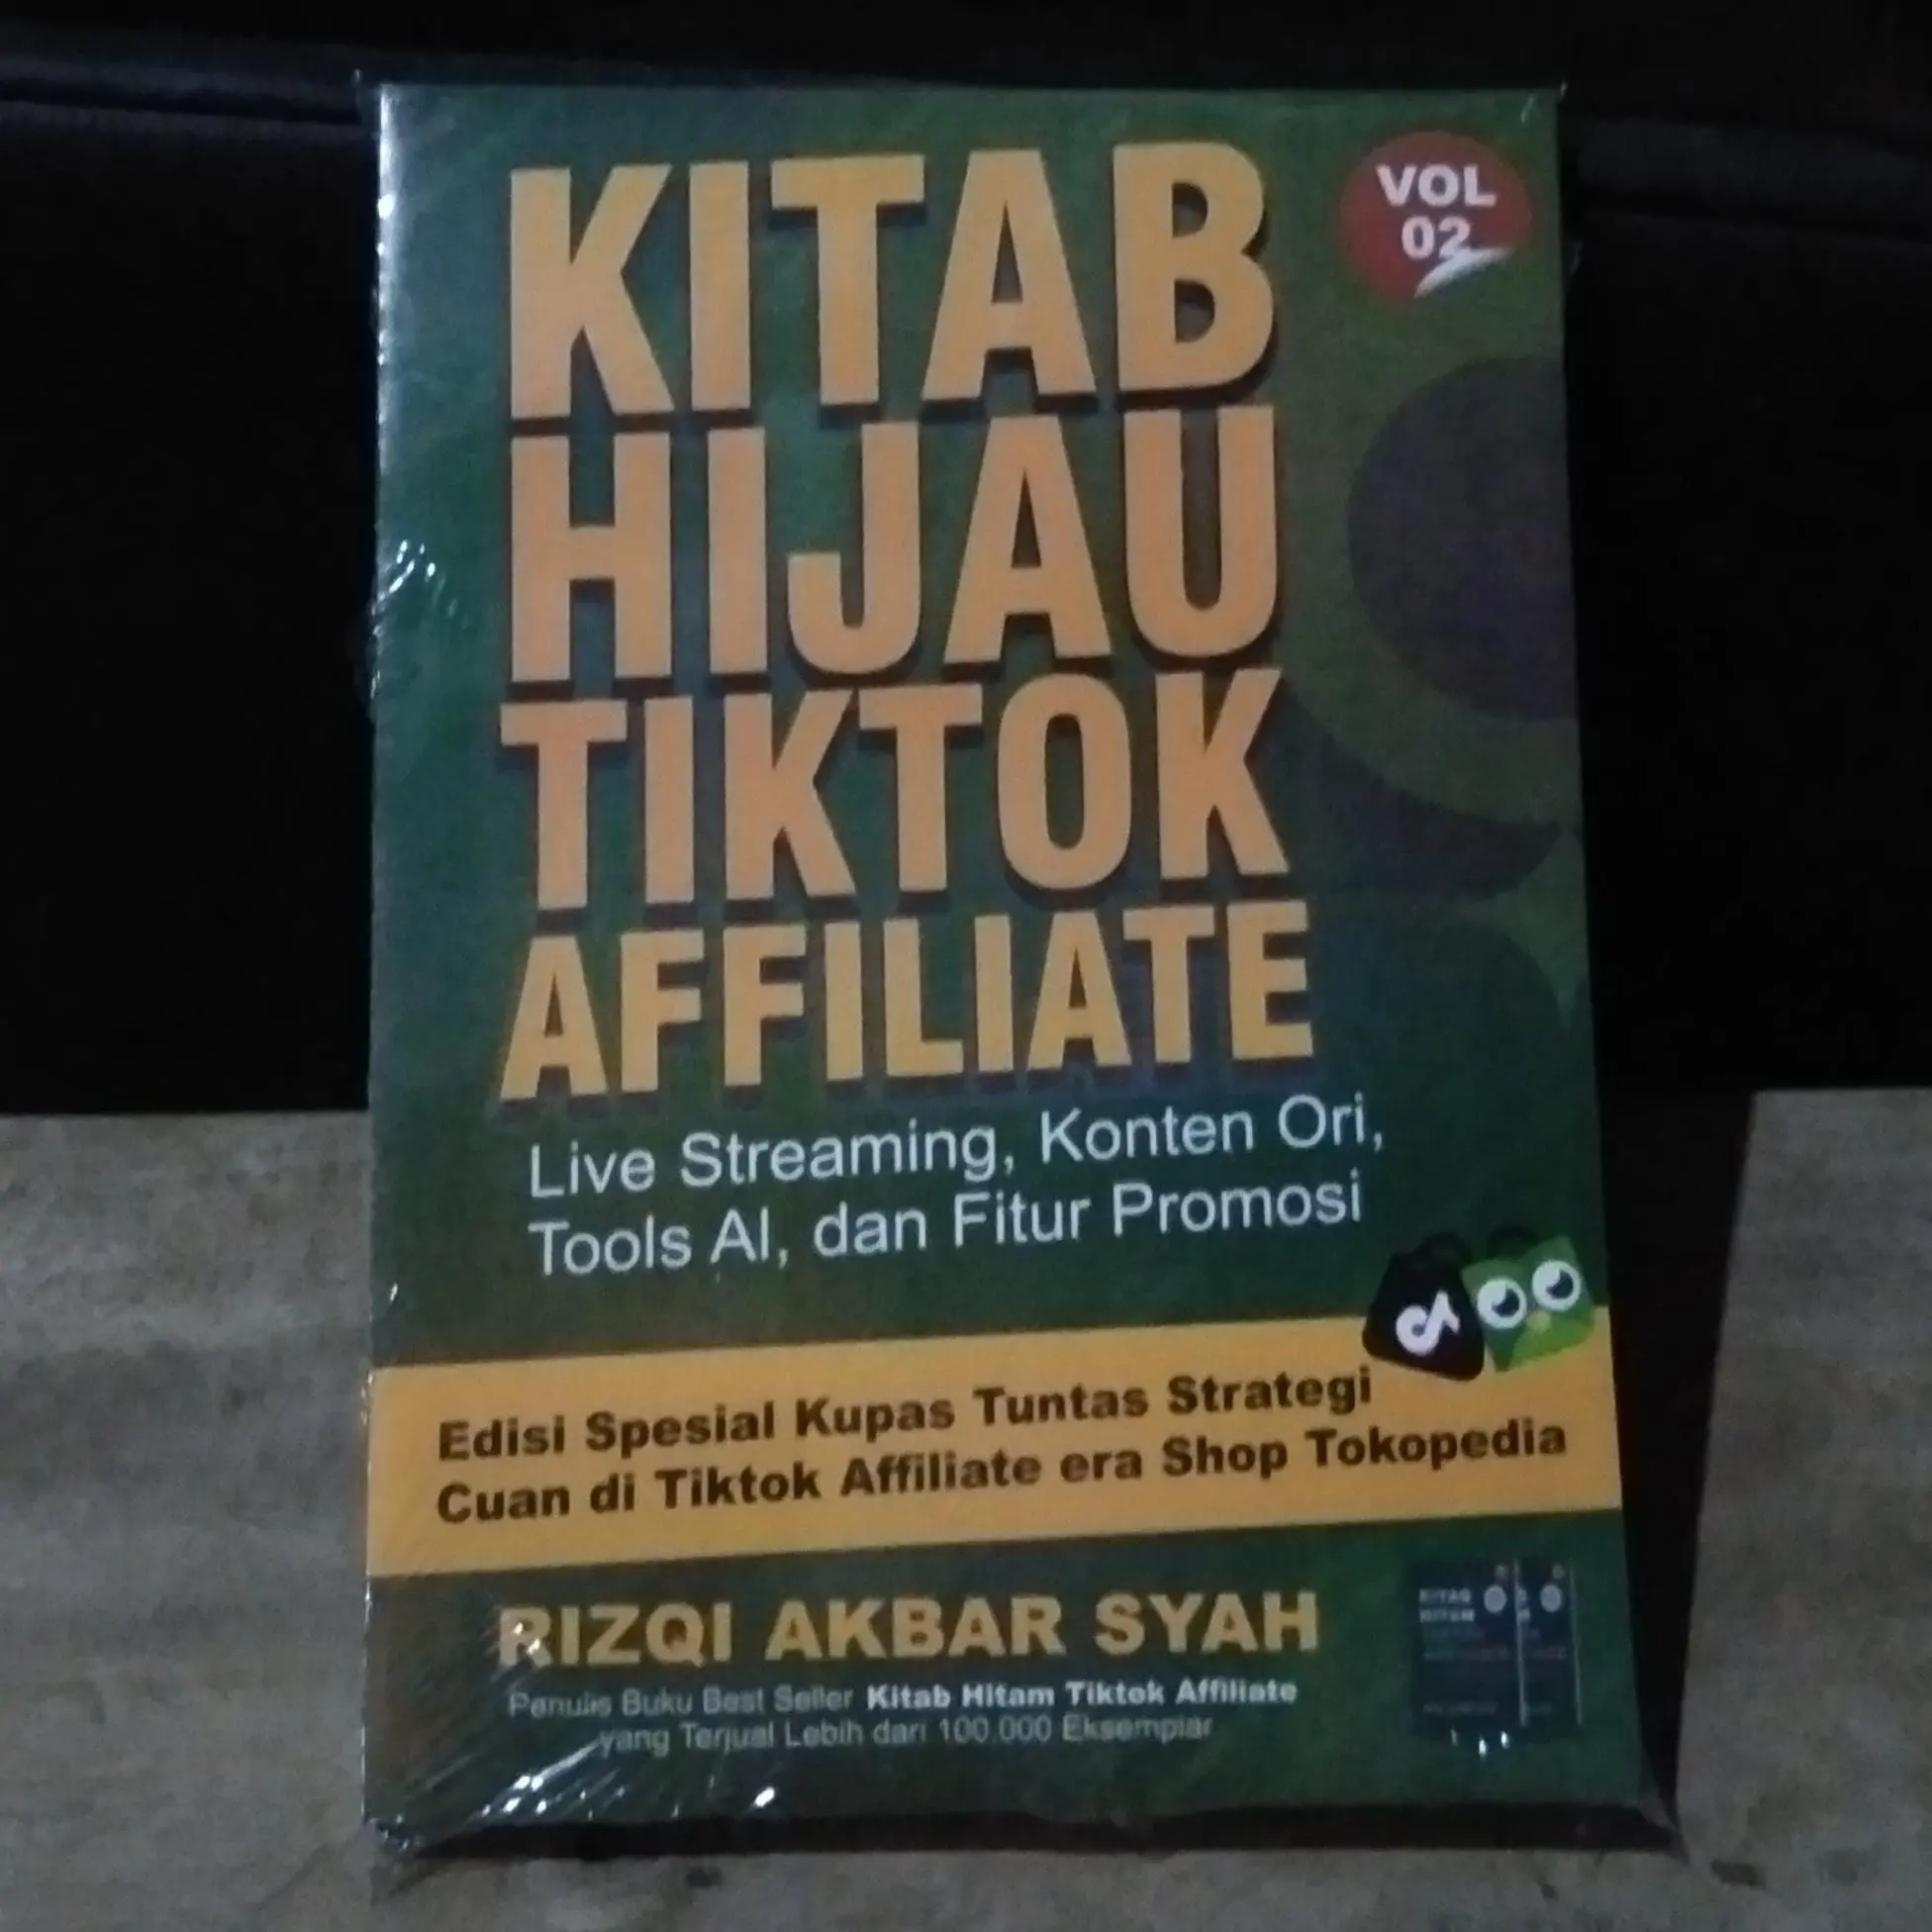 KITAB
HIJAU
TIKTOK
AFFILIATE
VOL
02
Live Streaming, Konten Ori,
Tools AI, dan Fitur Promosi
Edisi Spesial Kupas Tuntas Strategi
Cuan di Tiktok Affiliate era Shop Tokopedia
RIZQI AKBAR SYAH
Penulis Buku Best Seller Kitab Hitam Tiktok Affiliate
yang Terjual Lebih dari 100.000 Eksemplar
KITAB
HITAM